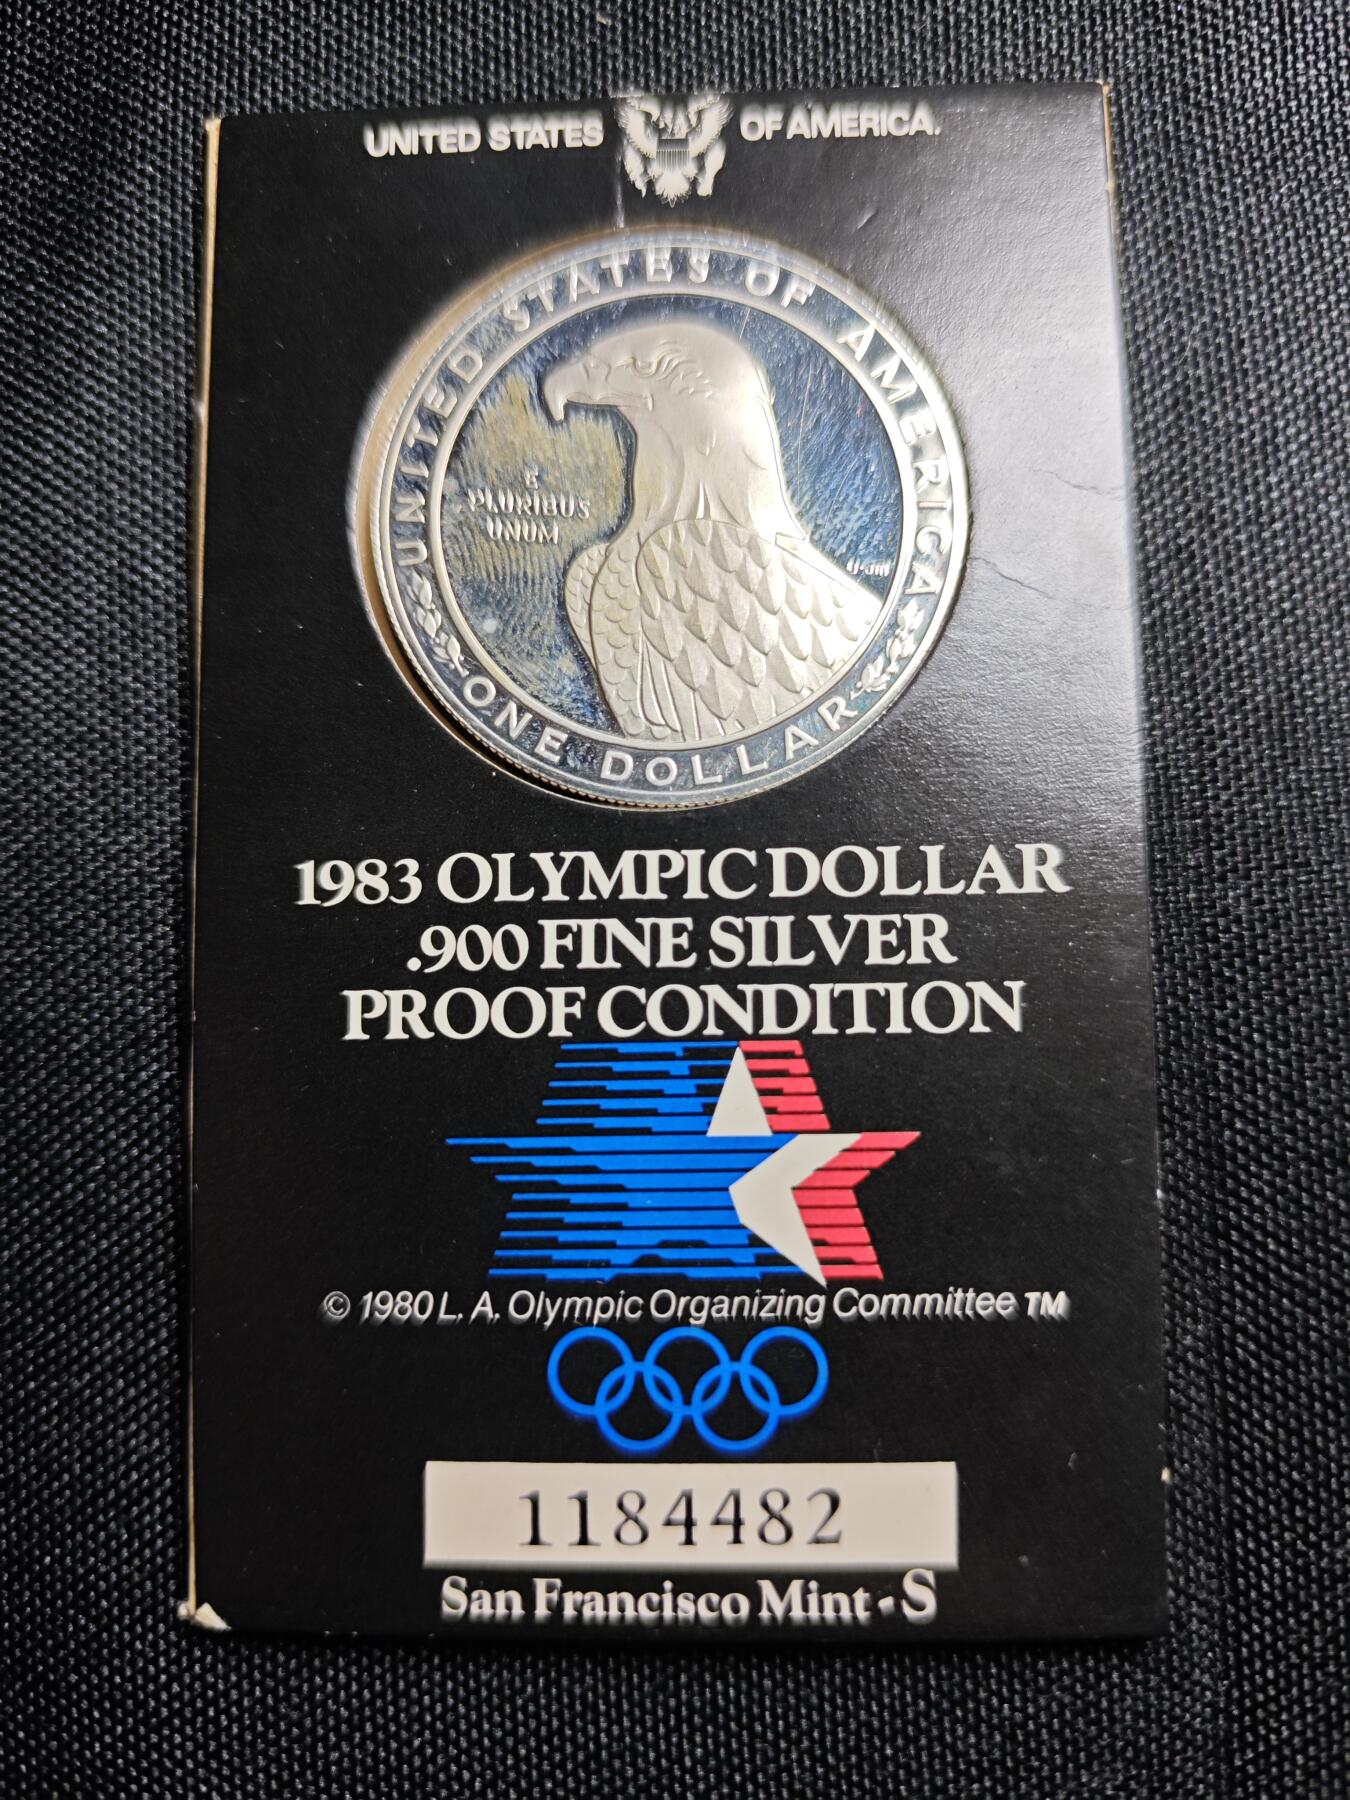 UNITED STATES OF AMERICA.
UNITED STATES OF AMERICA
E
PLURIBUS
UNUM
ONE DOLLAR
1983 OLYMPIC DOLLAR
.900 FINE SILVER
PROOF CONDITION
© 1980 L. A. Olympic Organizing Committee TM
1184482
San Francisco Mint - S